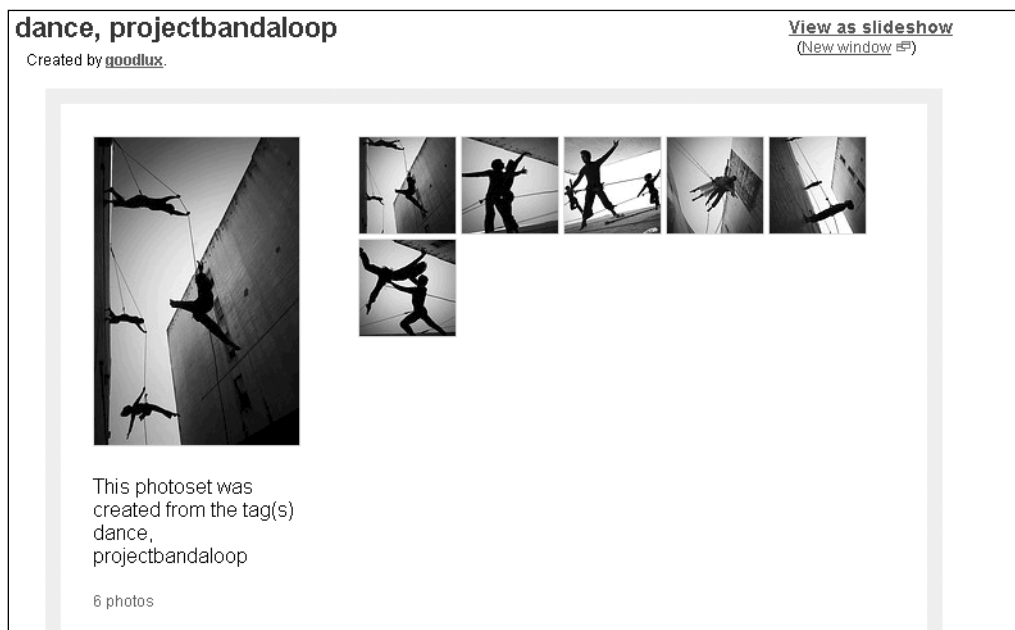 dance, projectbandaloop
View as slideshow
(New window)
Created by goodlux.
This photoset was
created from the tag(s)
dance,
projectbandaloop
6 photos